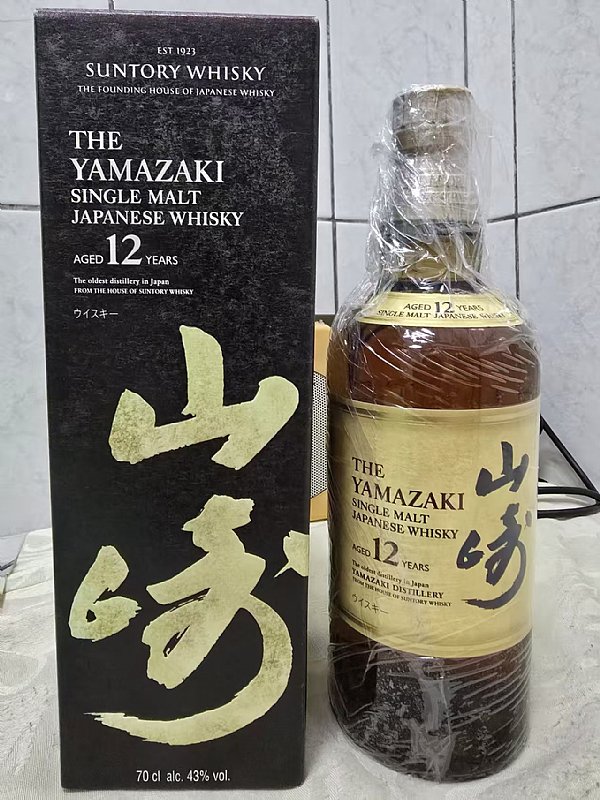 EST 1923
SUNTORY WHISKY
THE FOUNDING HOUSE OF JAPANESE WHISKY
THE
YAMAZAKI
SINGLE MALT
JAPANESE WHISKY
AGED 12 YEARS
The oldest distillery in Japan
FROM THE HOUSE OF SUNTORY WHISKY
ウイスキー
山崎
70 cl alc. 43% vol.
AGED 12 YEARS
SINGLE MALT JAPANESE WHISKY
THE
YAMAZAKI
SINGLE MALT
JAPANESE WHISKY
AGED 12 YEARS
The oldest distillery in Japan
YAMAZAKI DISTILLERY
FROM THE HOUSE OF SUNTORY WHISKY
ウイスキー
山崎